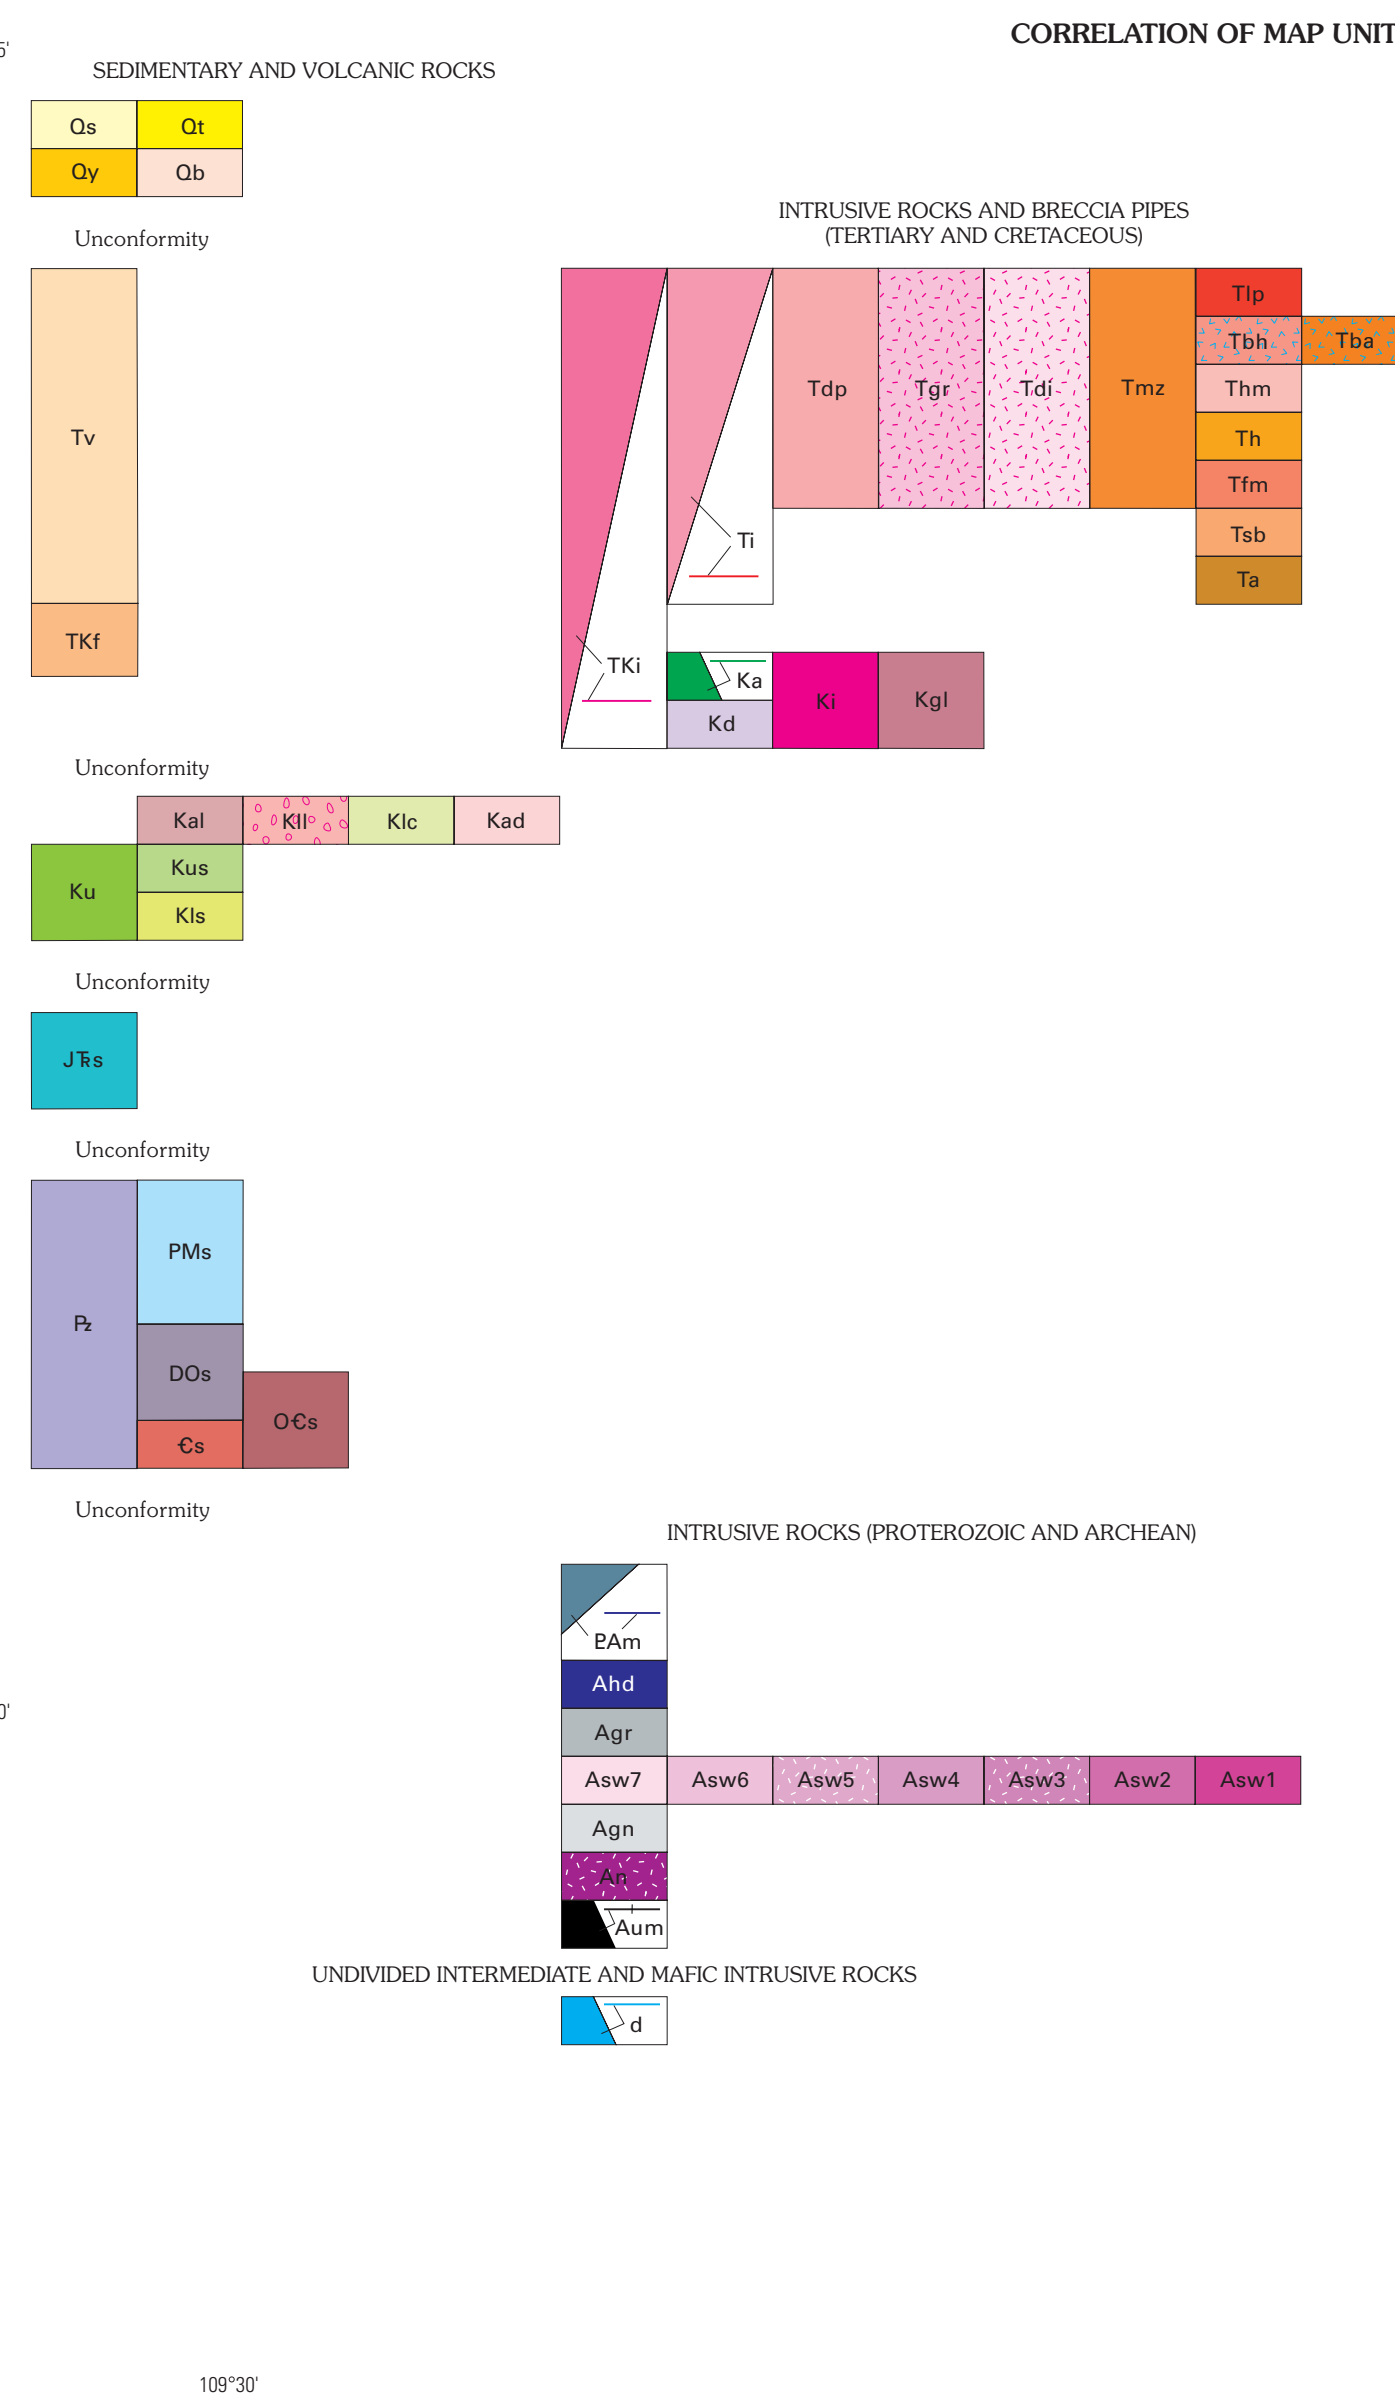 CORRELATION OF MAP UNIT
5'
SEDIMENTARY AND VOLCANIC ROCKS
Qs Qt
Qy Qb
Unconformity
INTRUSIVE ROCKS AND BRECCIA PIPES
(TERTIARY AND CRETACEOUS)
Tlp
Tbh Tba
Tdp Tgr Tdi Tmz Thm
Tv Th
Tfm
Tsb
Ti
Ta
TKf
TKi Ka
Ki Kgl
Kd
Unconformity
Kal Kll Klc Kad
Kus
Ku
Kls
Unconformity
JTRs
Unconformity
PMs
Pz
DOs
O€s
€s
Unconformity
INTRUSIVE ROCKS (PROTEROZOIC AND ARCHEAN)
PAm
Ahd
0'
Agr
Asw7 Asw6 Asw5 Asw4 Asw3 Asw2 Asw1
Agn
An
Aum
UNDIVIDED INTERMEDIATE AND MAFIC INTRUSIVE ROCKS
d
109°30'